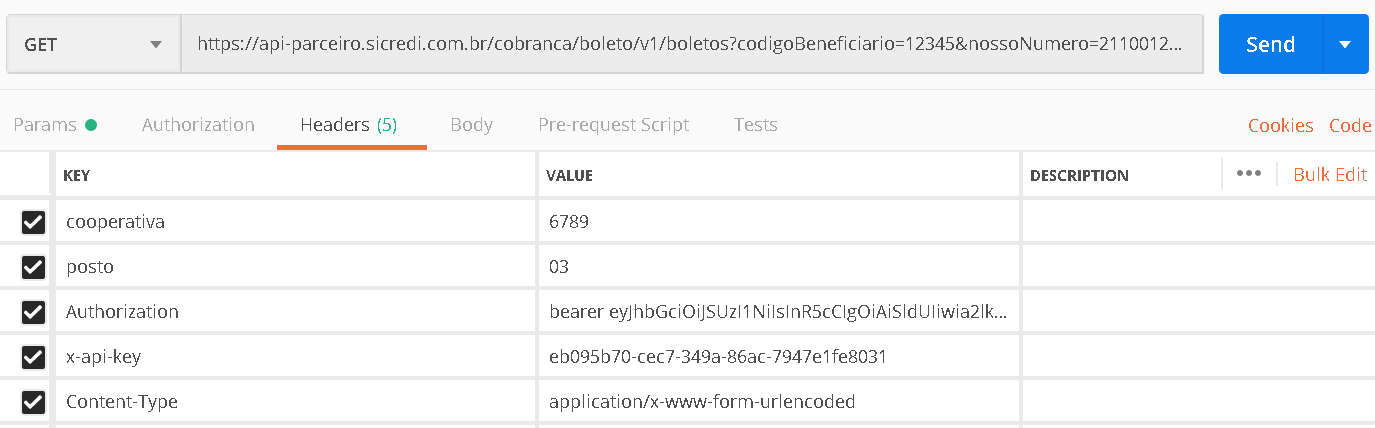 GET https://api-parceiro.sicredi.com.br/cobranca/boleto/v1/boletos?codigoBeneficiario=12345&nossoNumero=2110012... Send
Params Authorization Headers (5) Body Pre-request Script Tests Cookies Code
KEY VALUE DESCRIPTION ••• Bulk Edit
cooperativa 6789
posto 03
Authorization bearer eyJhbGciOiJSUzI1NiIsInR5cCIgOiAiSldUIiwia2lk...
x-api-key eb095b70-cec7-349a-86ac-7947e1fe8031
Content-Type application/x-www-form-urlencoded